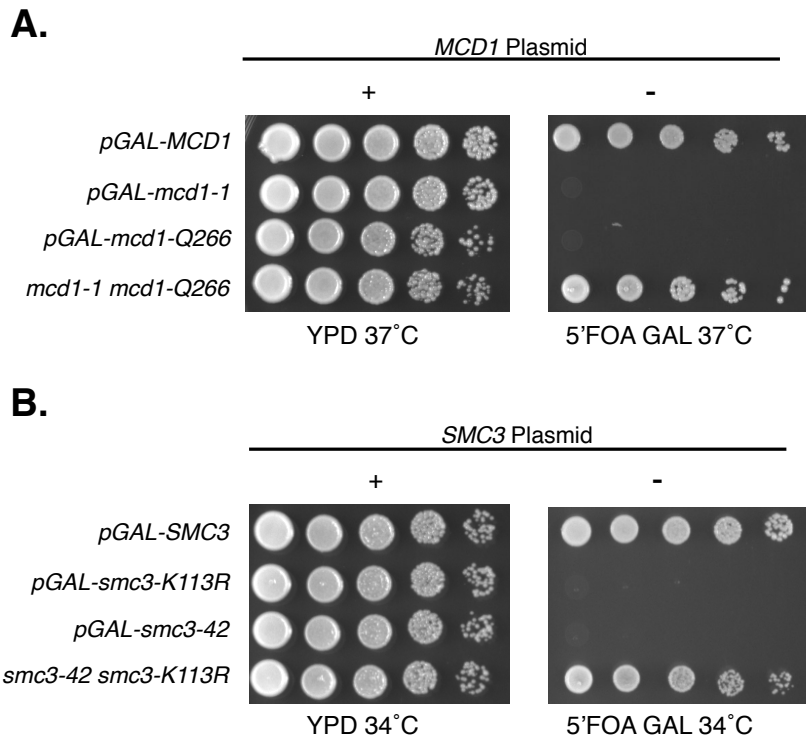 A.
MCD1 Plasmid
+ -
pGAL-MCD1
pGAL-mcd1-1
pGAL-mcd1-Q266
mcd1-1 mcd1-Q266
YPD 37˚C 5'FOA GAL 37˚C
B.
SMC3 Plasmid
+ -
pGAL-SMC3
pGAL-smc3-K113R
pGAL-smc3-42
smc3-42 smc3-K113R
YPD 34˚C 5'FOA GAL 34˚C